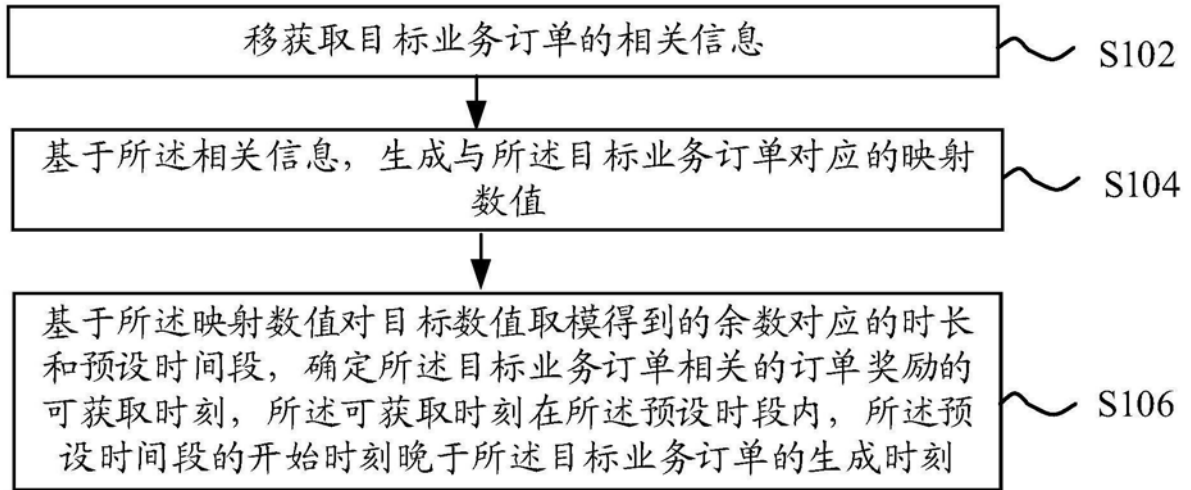 移获取目标业务订单的相关信息
S102
基于所述相关信息，生成与所述目标业务订单对应的映射
数值
S104
基于所述映射数值对目标数值取模得到的余数对应的时长
和预设时间段，确定所述目标业务订单相关的订单奖励的
可获取时刻，所述可获取时刻在所述预设时段内，所述预
设时间段的开始时刻晚于所述目标业务订单的生成时刻
S106